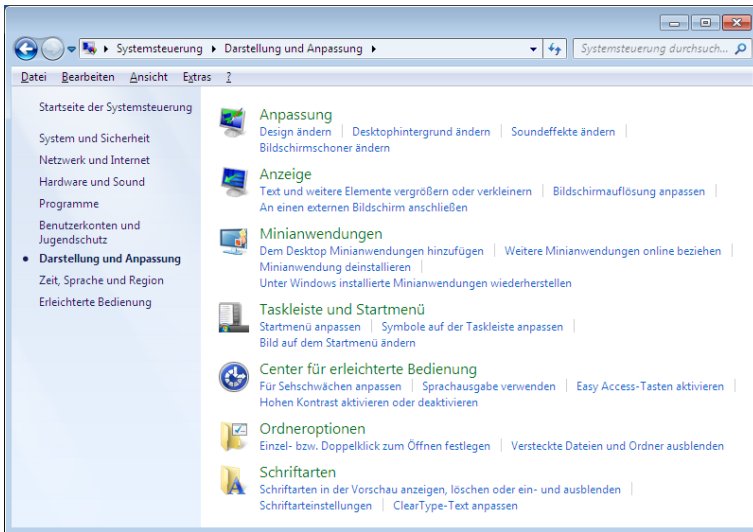 Systemsteuerung Darstellung und Anpassung Systemsteuerung durchsuch...
Datei Bearbeiten Ansicht Extras ?
Startseite der Systemsteuerung
System und Sicherheit
Netzwerk und Internet
Hardware und Sound
Programme
Benutzerkonten und
Jugendschutz
Darstellung und Anpassung
Zeit, Sprache und Region
Erleichterte Bedienung
Anpassung
Design ändern Desktophintergrund ändern Soundeffekte ändern
Bildschirmschoner ändern
Anzeige
Text und weitere Elemente vergrößern oder verkleinern Bildschirmauflösung anpassen
An einen externen Bildschirm anschließen
Minianwendungen
Dem Desktop Minianwendungen hinzufügen Weitere Minianwendungen online beziehen
Minianwendung deinstallieren
Unter Windows installierte Minianwendungen wiederherstellen
Taskleiste und Startmenü
Startmenü anpassen Symbole auf der Taskleiste anpassen
Bild auf dem Startmenü ändern
Center für erleichterte Bedienung
Für Sehschwächen anpassen Sprachausgabe verwenden Easy Access-Tasten aktivieren
Hohen Kontrast aktivieren oder deaktivieren
Ordneroptionen
Einzel- bzw. Doppelklick zum Öffnen festlegen Versteckte Dateien und Ordner ausblenden
Schriftarten
Schriftarten in der Vorschau anzeigen, löschen oder ein- und ausblenden
Schriftarteinstellungen ClearType-Text anpassen